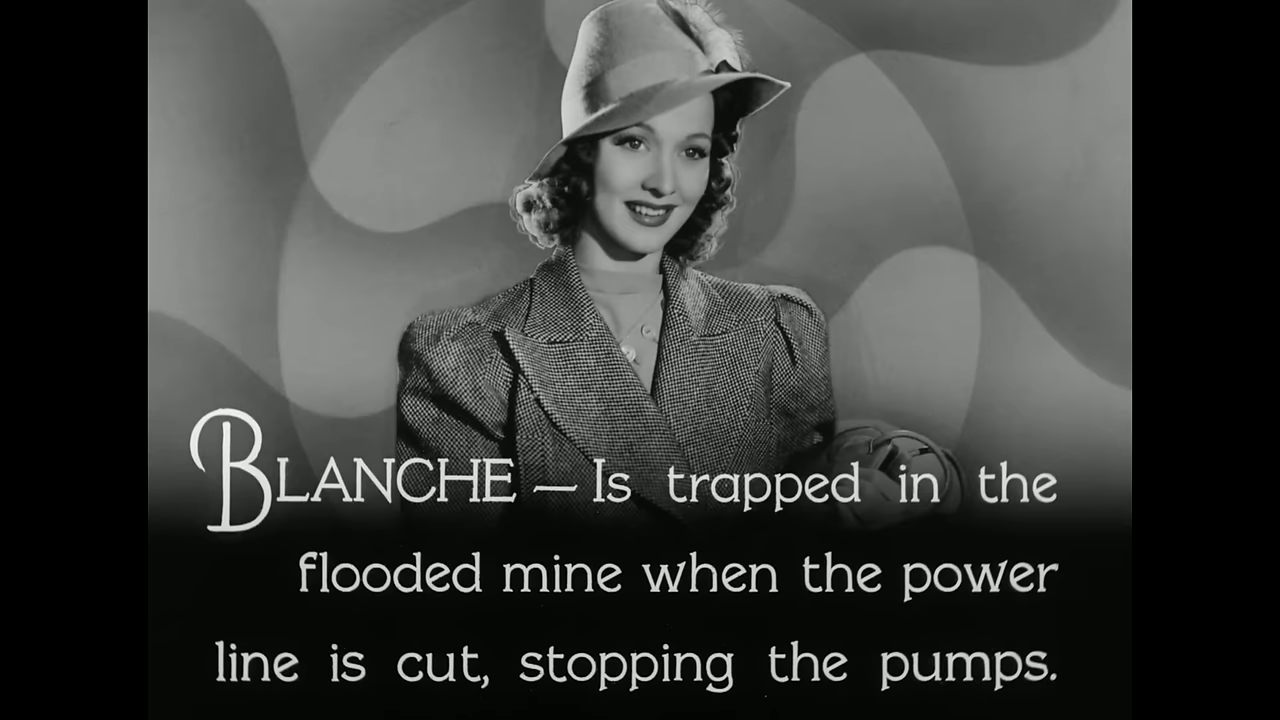 BLANCHE — Is trapped in the
flooded mine when the power
line is cut, stopping the pumps.